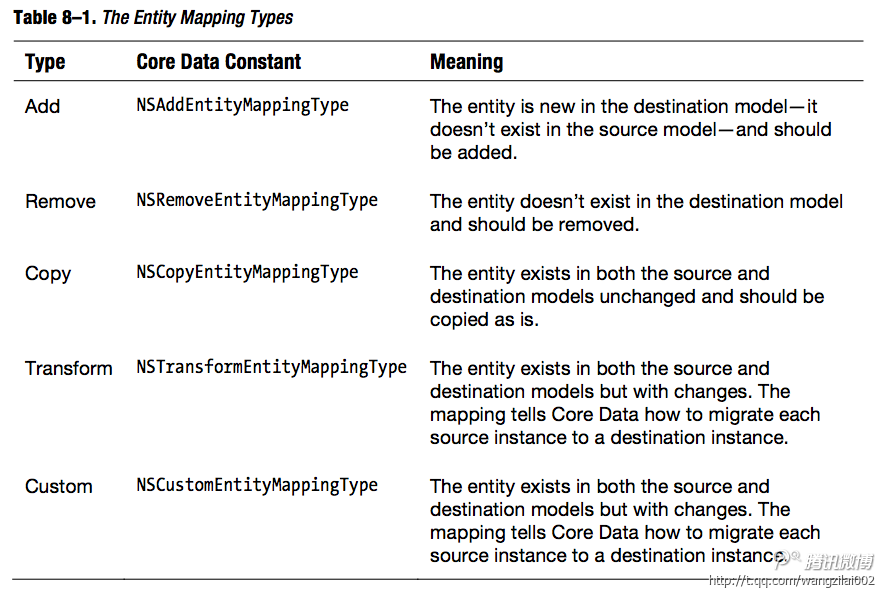 Table 8–1. The Entity Mapping Types
Type Core Data Constant Meaning
Add NSAddEntityMappingType The entity is new in the destination model—it
doesn’t exist in the source model—and should
be added.
Remove NSRemoveEntityMappingType The entity doesn’t exist in the destination model
and should be removed.
Copy NSCopyEntityMappingType The entity exists in both the source and
destination models unchanged and should be
copied as is.
Transform NSTransformEntityMappingType The entity exists in both the source and
destination models but with changes. The
mapping tells Core Data how to migrate each
source instance to a destination instance.
Custom NSCustomEntityMappingType The entity exists in both the source and
destination models but with changes. The
mapping tells Core Data how to migrate each
source instance to a destination instance.
腾讯微博
http://t.qq.com/wangzilai002